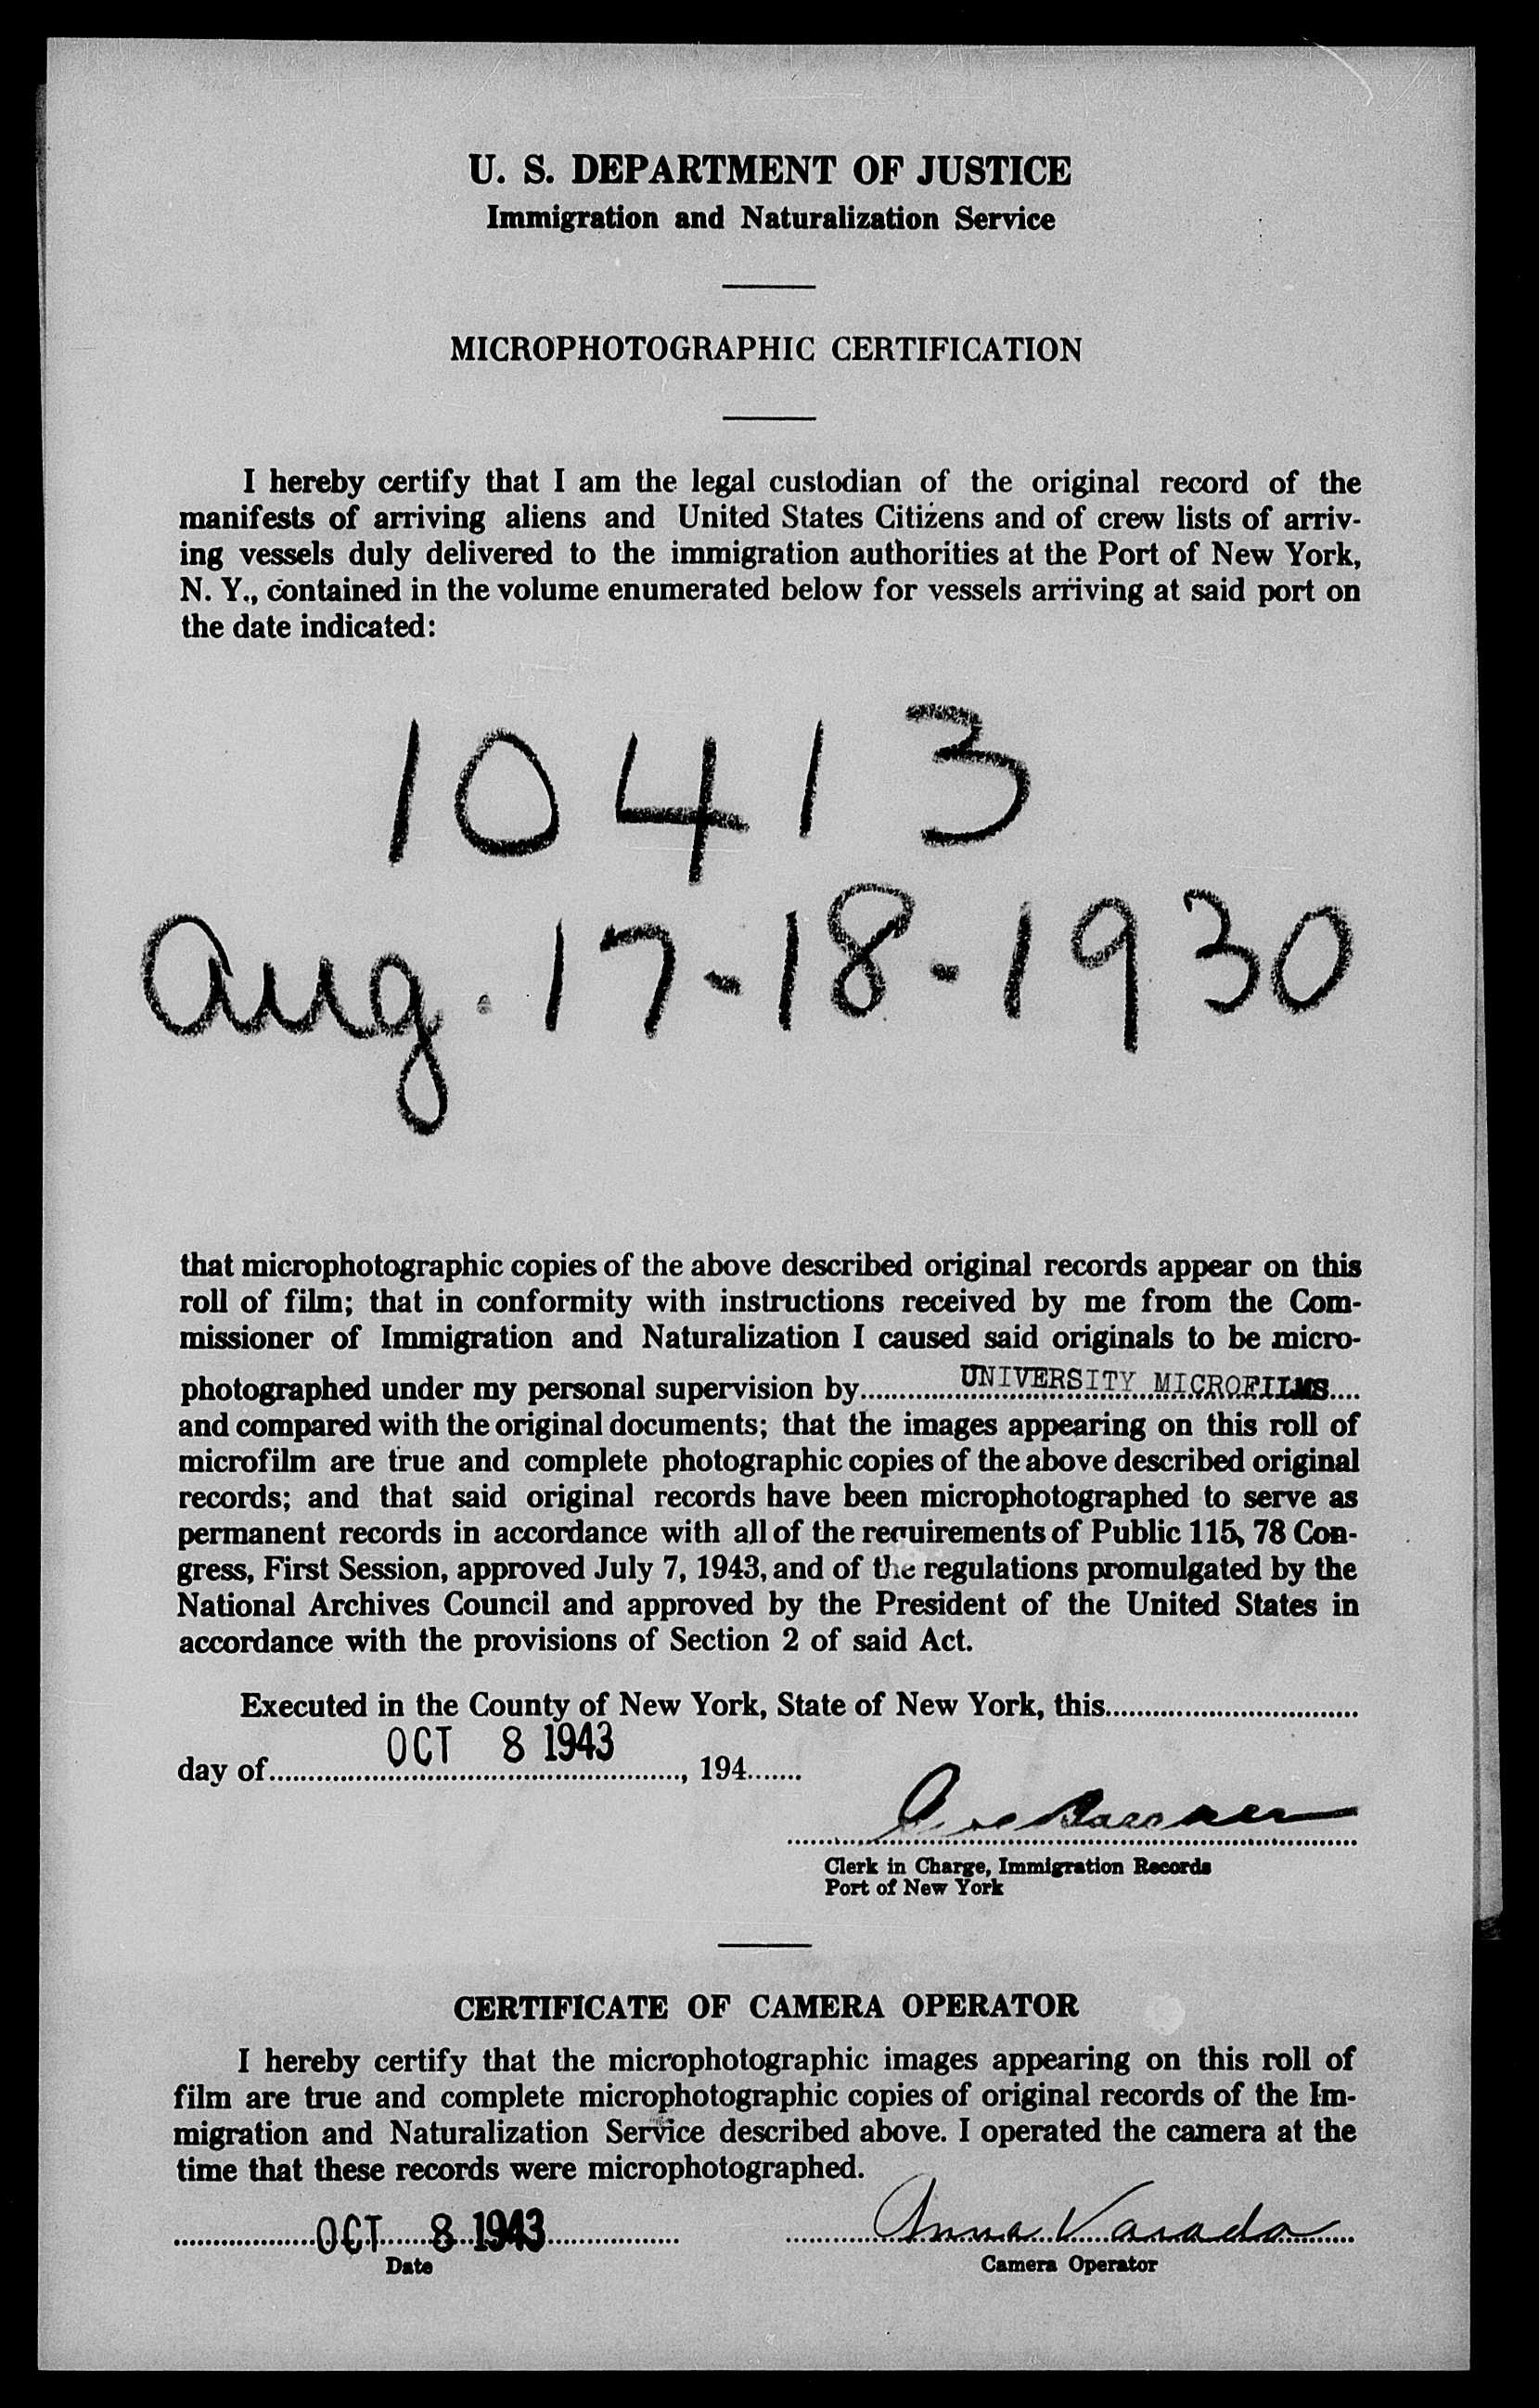 U. S. DEPARTMENT OF JUSTICE
Immigration and Naturalization Service
MICROPHOTOGRAPHIC CERTIFICATION
I hereby certify that I am the legal custodian of the original record of the
manifests of arriving aliens and United States Citizens and of crew lists of arriv-
ing vessels duly delivered to the immigration authorities at the Port of New York,
N. Y., contained in the volume enumerated below for vessels arriving at said port on
the date indicated:
10413
Aug. 17-18-1930
that microphotographic copies of the above described original records appear on this
roll of film; that in conformity with instructions received by me from the Com-
missioner of Immigration and Naturalization I caused said originals to be micro-
photographed under my personal supervision by UNIVERSITY MICROFILMS
and compared with the original documents; that the images appearing on this roll of
microfilm are true and complete photographic copies of the above described original
records; and that said original records have been microphotographed to serve as
permanent records in accordance with all of the requirements of Public 115, 78 Con-
gress, First Session, approved July 7, 1943, and of the regulations promulgated by the
National Archives Council and approved by the President of the United States in
accordance with the provisions of Section 2 of said Act.
Executed in the County of New York, State of New York, this
day of OCT 8 1943, 194
Clerk in Charge, Immigration Records
Port of New York
CERTIFICATE OF CAMERA OPERATOR
I hereby certify that the microphotographic images appearing on this roll of
film are true and complete microphotographic copies of original records of the Im-
migration and Naturalization Service described above. I operated the camera at the
time that these records were microphotographed.
OCT 8 1943 Anna Varada
Date Camera Operator